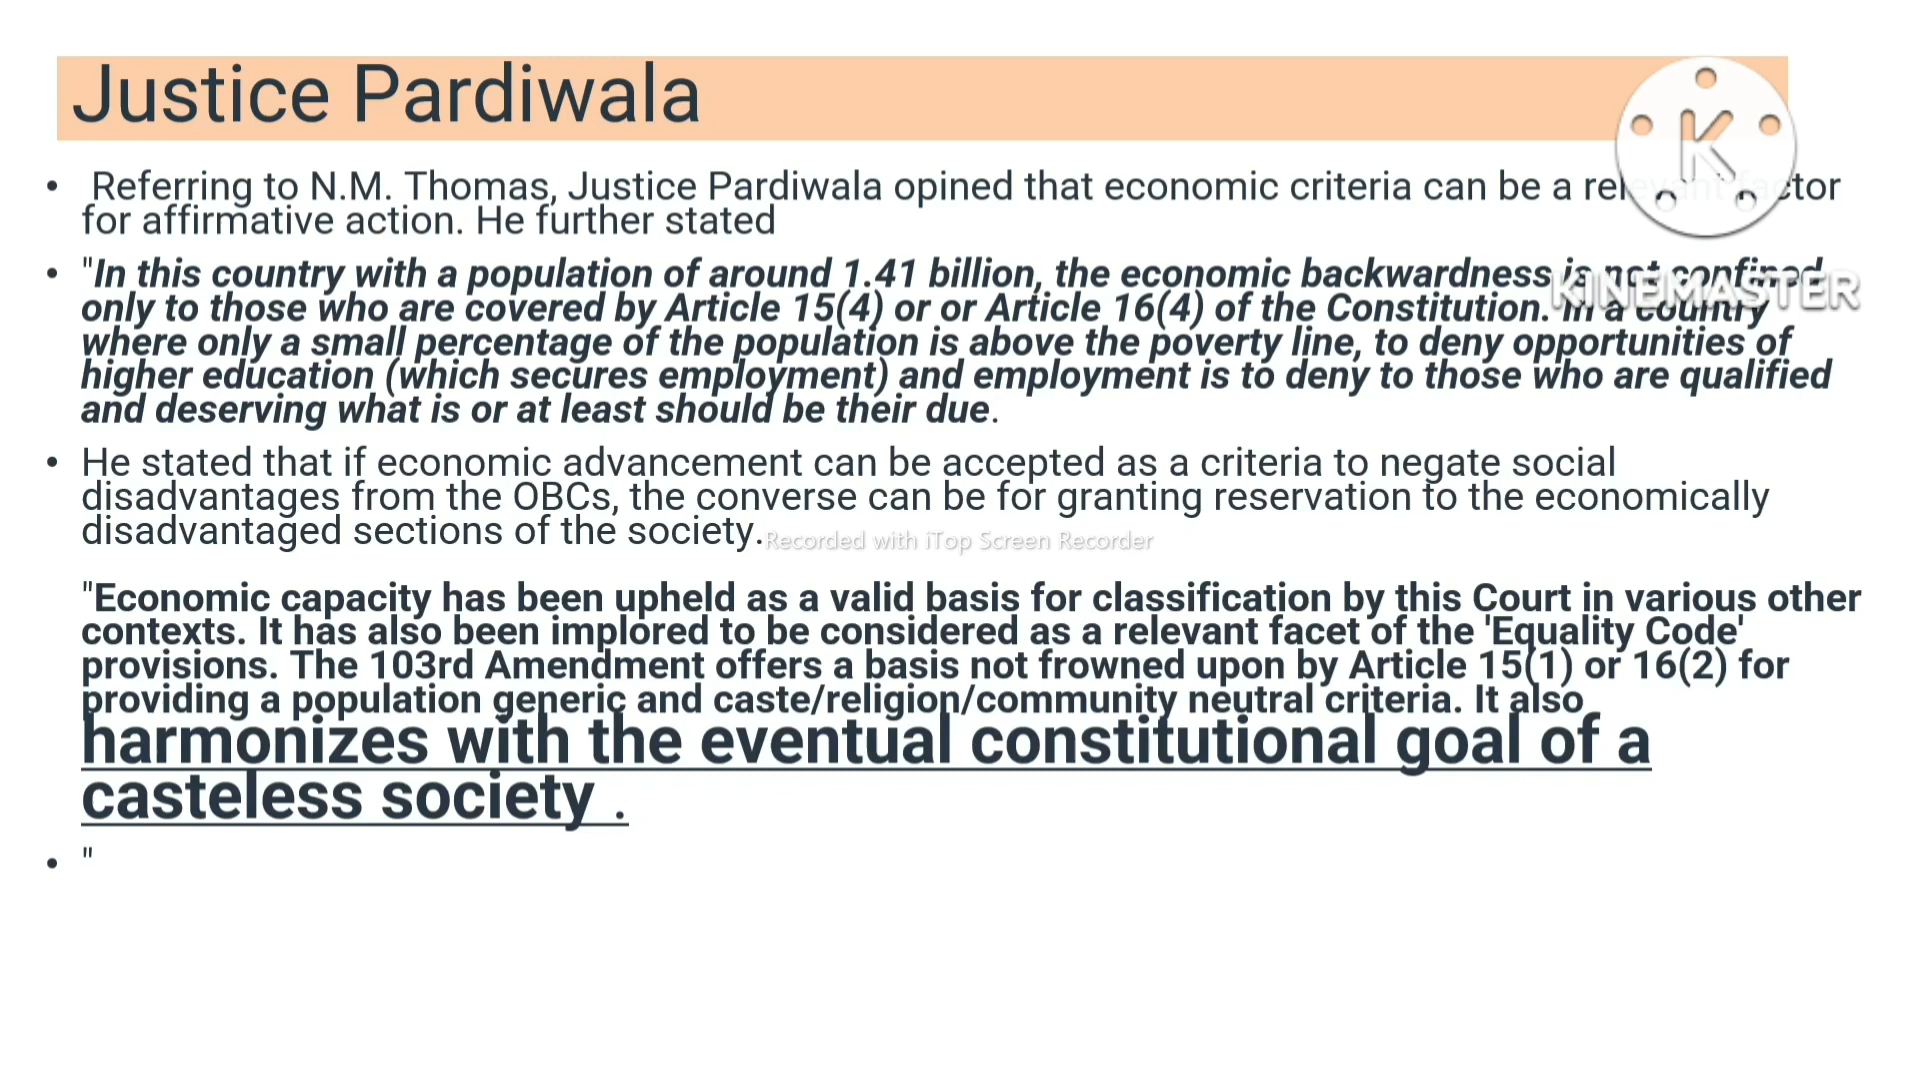 Justice Pardiwala
• Referring to N.M. Thomas, Justice Pardiwala opined that economic criteria can be a relevant factor
for affirmative action. He further stated
• "In this country with a population of around 1.41 billion, the economic backwardness is not confined
only to those who are covered by Article 15(4) or or Article 16(4) of the Constitution. In a country
where only a small percentage of the population is above the poverty line, to deny opportunities of
higher education (which secures employment) and employment is to deny to those who are qualified
and deserving what is or at least should be their due.
• He stated that if economic advancement can be accepted as a criteria to negate social
disadvantages from the OBCs, the converse can be for granting reservation to the economically
disadvantaged sections of the society.
"Economic capacity has been upheld as a valid basis for classification by this Court in various other
contexts. It has also been implored to be considered as a relevant facet of the 'Equality Code'
provisions. The 103rd Amendment offers a basis not frowned upon by Article 15(1) or 16(2) for
providing a population generic and caste/religion/community neutral criteria. It also
harmonizes with the eventual constitutional goal of a
casteless society .
• "
K
KINEMASTER
Recorded with iTop Screen Recorder